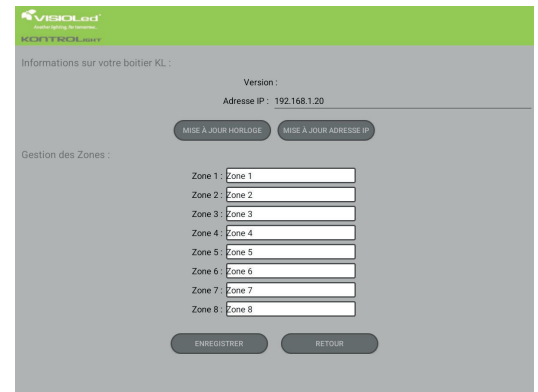 VISIOLed
KONTROLIGHT
Informations sur votre boitier KL :
Version :
Adresse IP : 192.168.1.20
MISE À JOUR HORLOGE MISE À JOUR ADRESSE IP
Gestion des Zones :
Zone 1 : Zone 1
Zone 2 : Zone 2
Zone 3 : Zone 3
Zone 4 : Zone 4
Zone 5 : Zone 5
Zone 6 : Zone 6
Zone 7 : Zone 7
Zone 8 : Zone 8
ENREGISTRER RETOUR